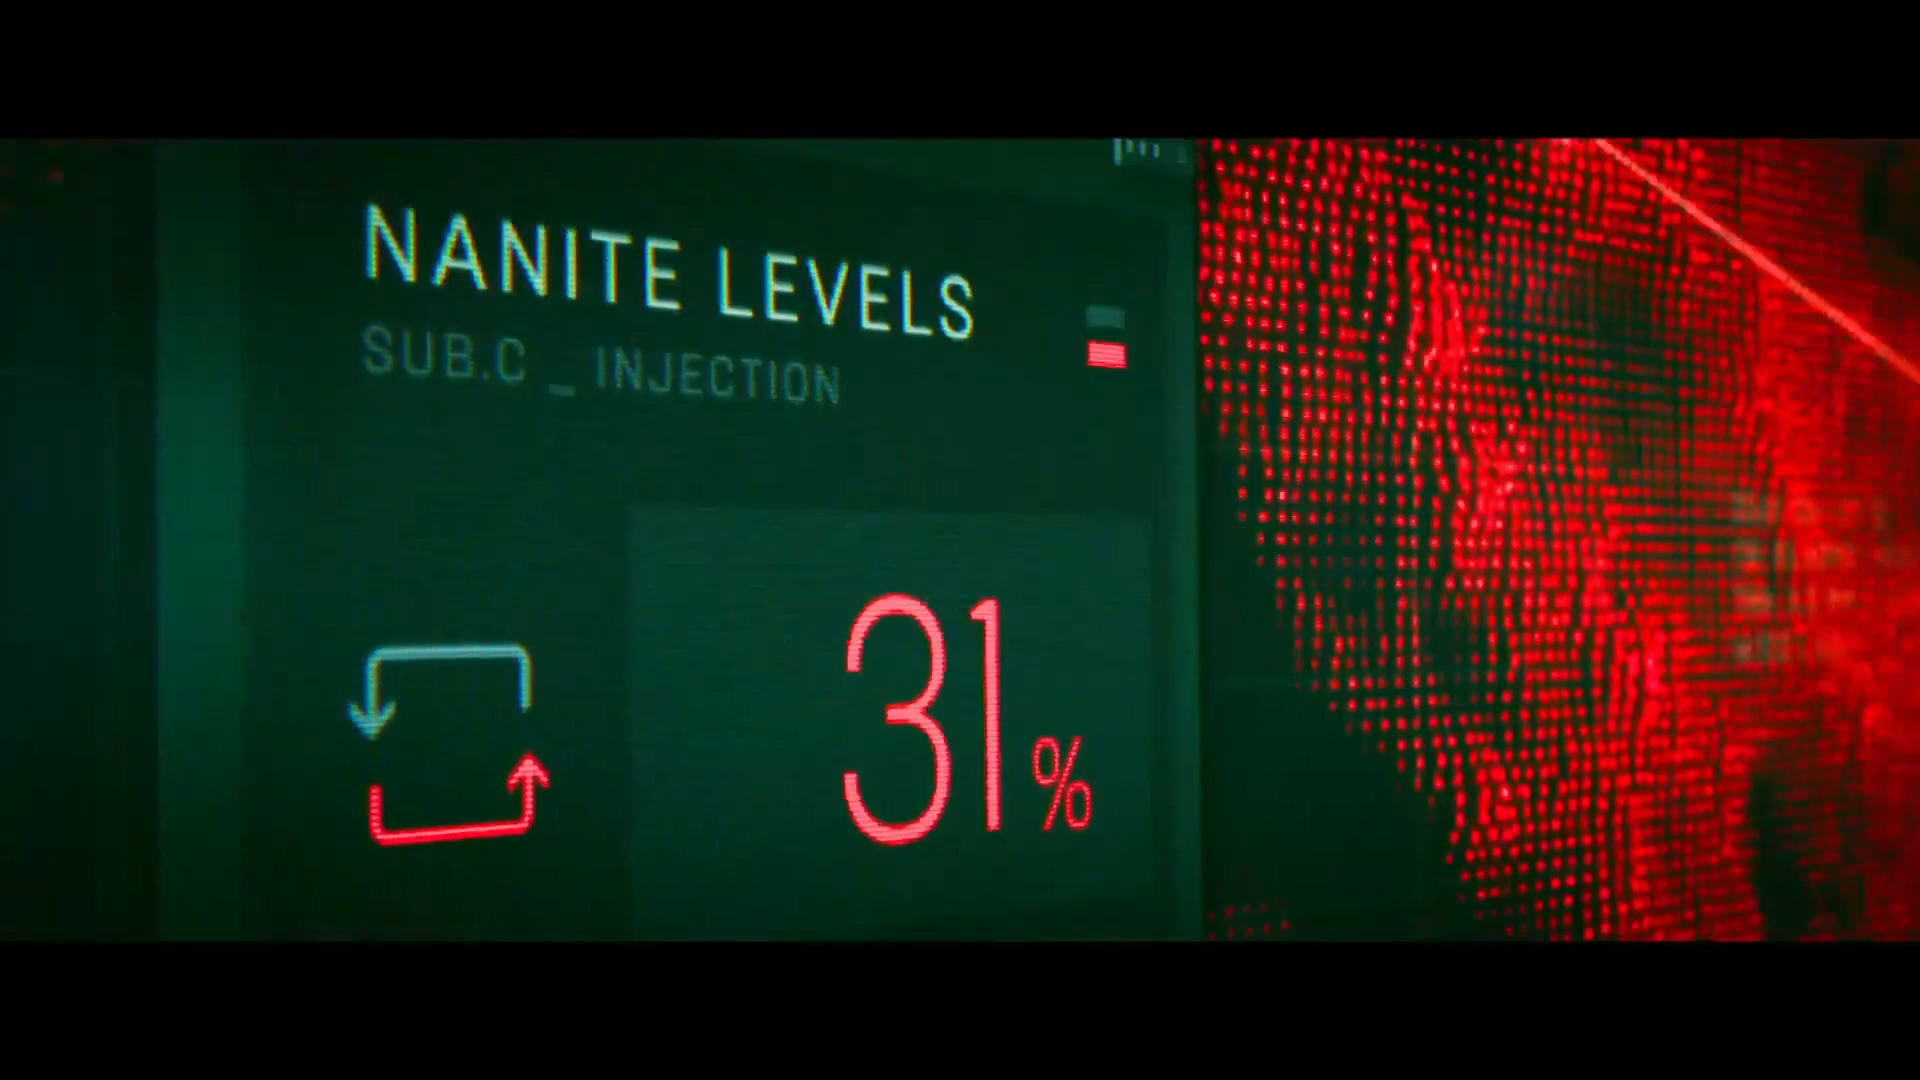 NANITE LEVELS
SUB.C _ INJECTION
31%